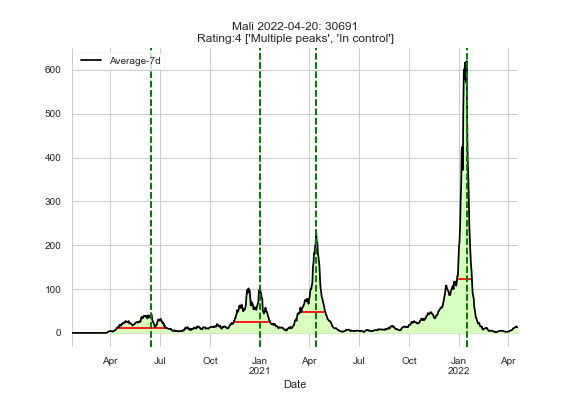 Mali 2022-04-20: 30691
Rating:4 ['Multiple peaks', 'In control']
Average-7d
600
500
400
300
200
100
0
Apr Jul Oct Jan Apr Jul Oct Jan Apr
2021 2022
Date